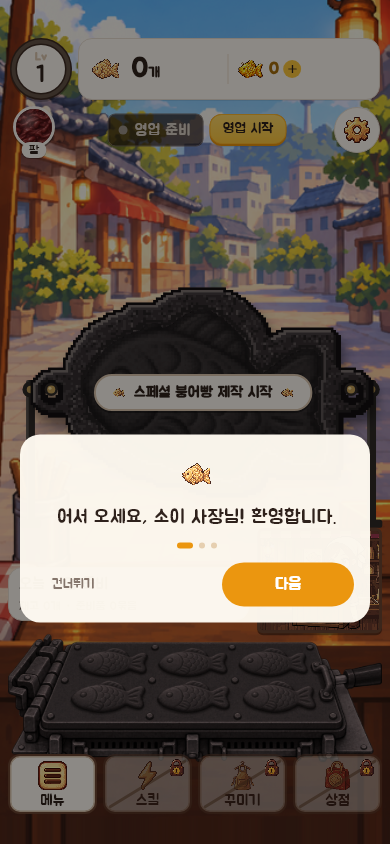 Lv
1
0개
0
+
팥
영업 준비
영업 시작
스페셜 붕어빵 제작 시작
어서 오세요, 소이 사장님! 환영합니다.
건너뛰기
다음
메뉴
스킬
꾸미기
상점